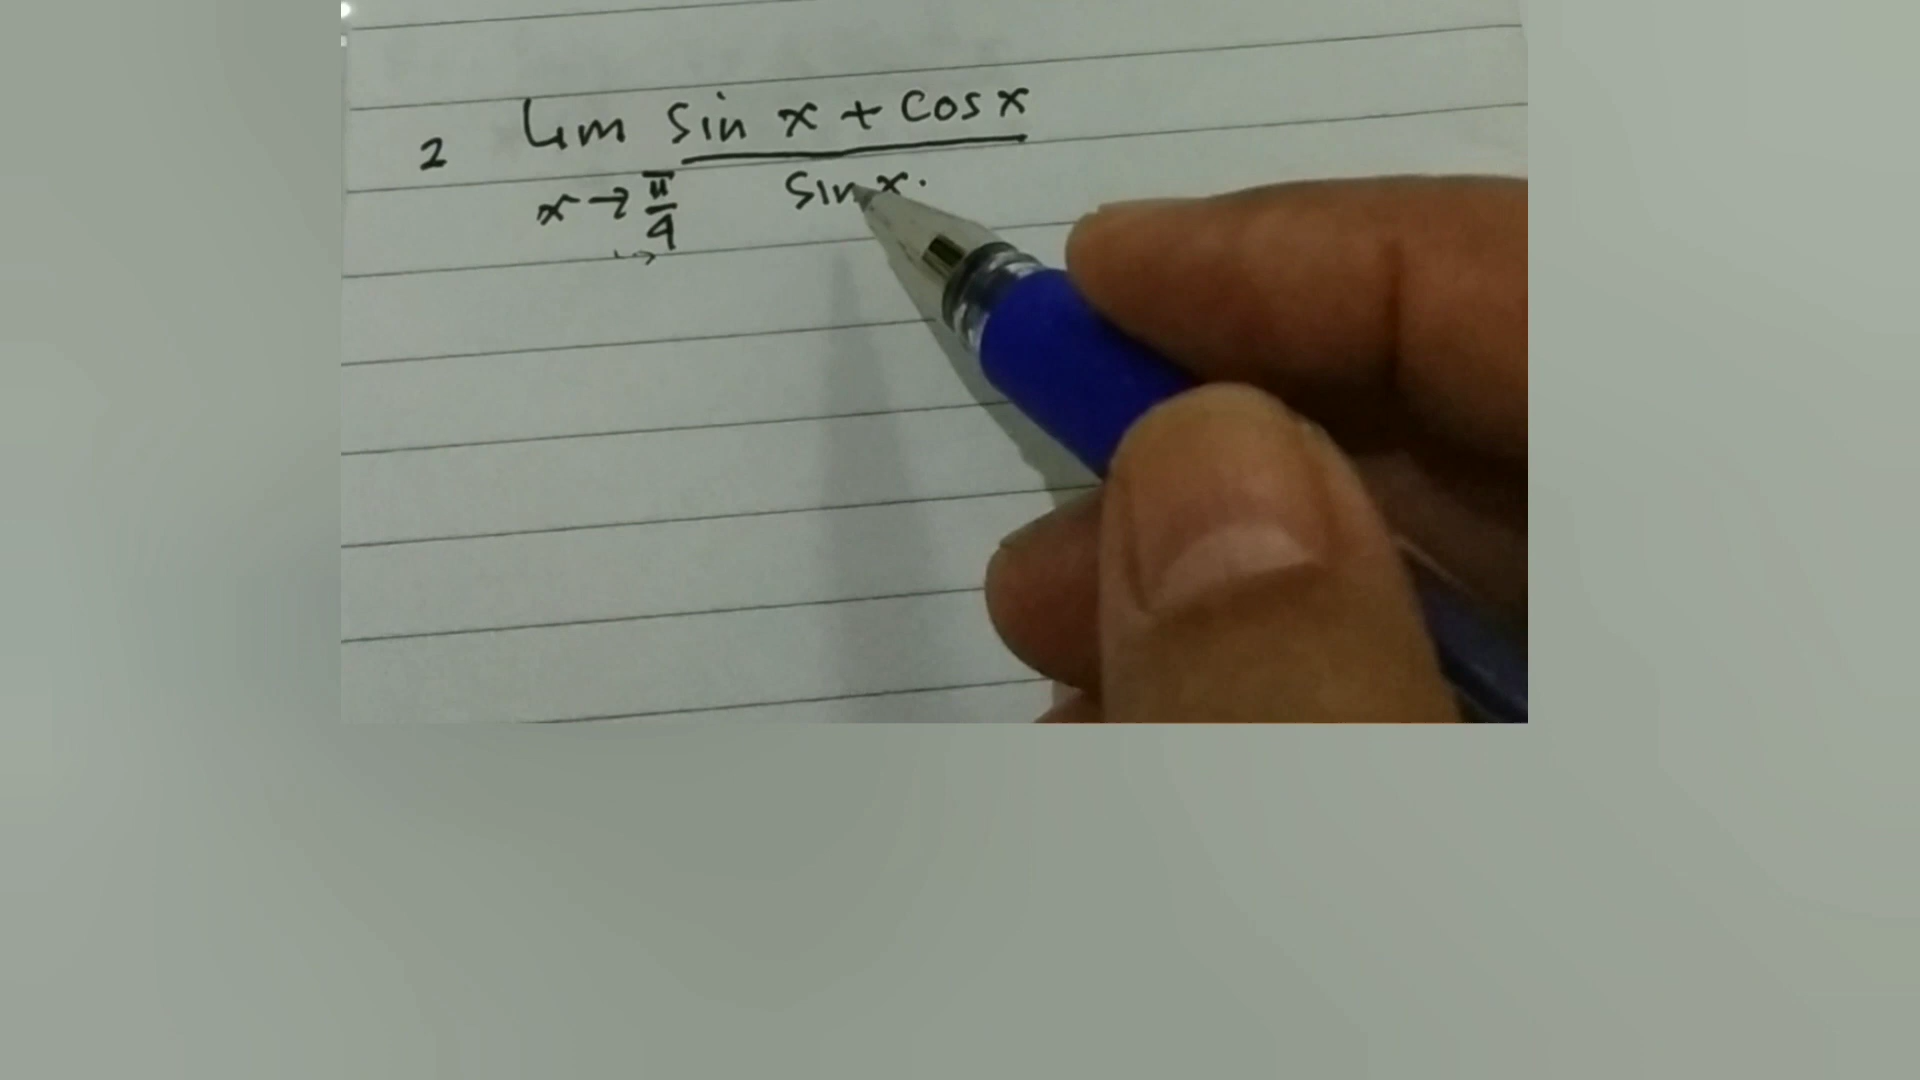 2 lim sin x + cos x
x → π/4 sin x.